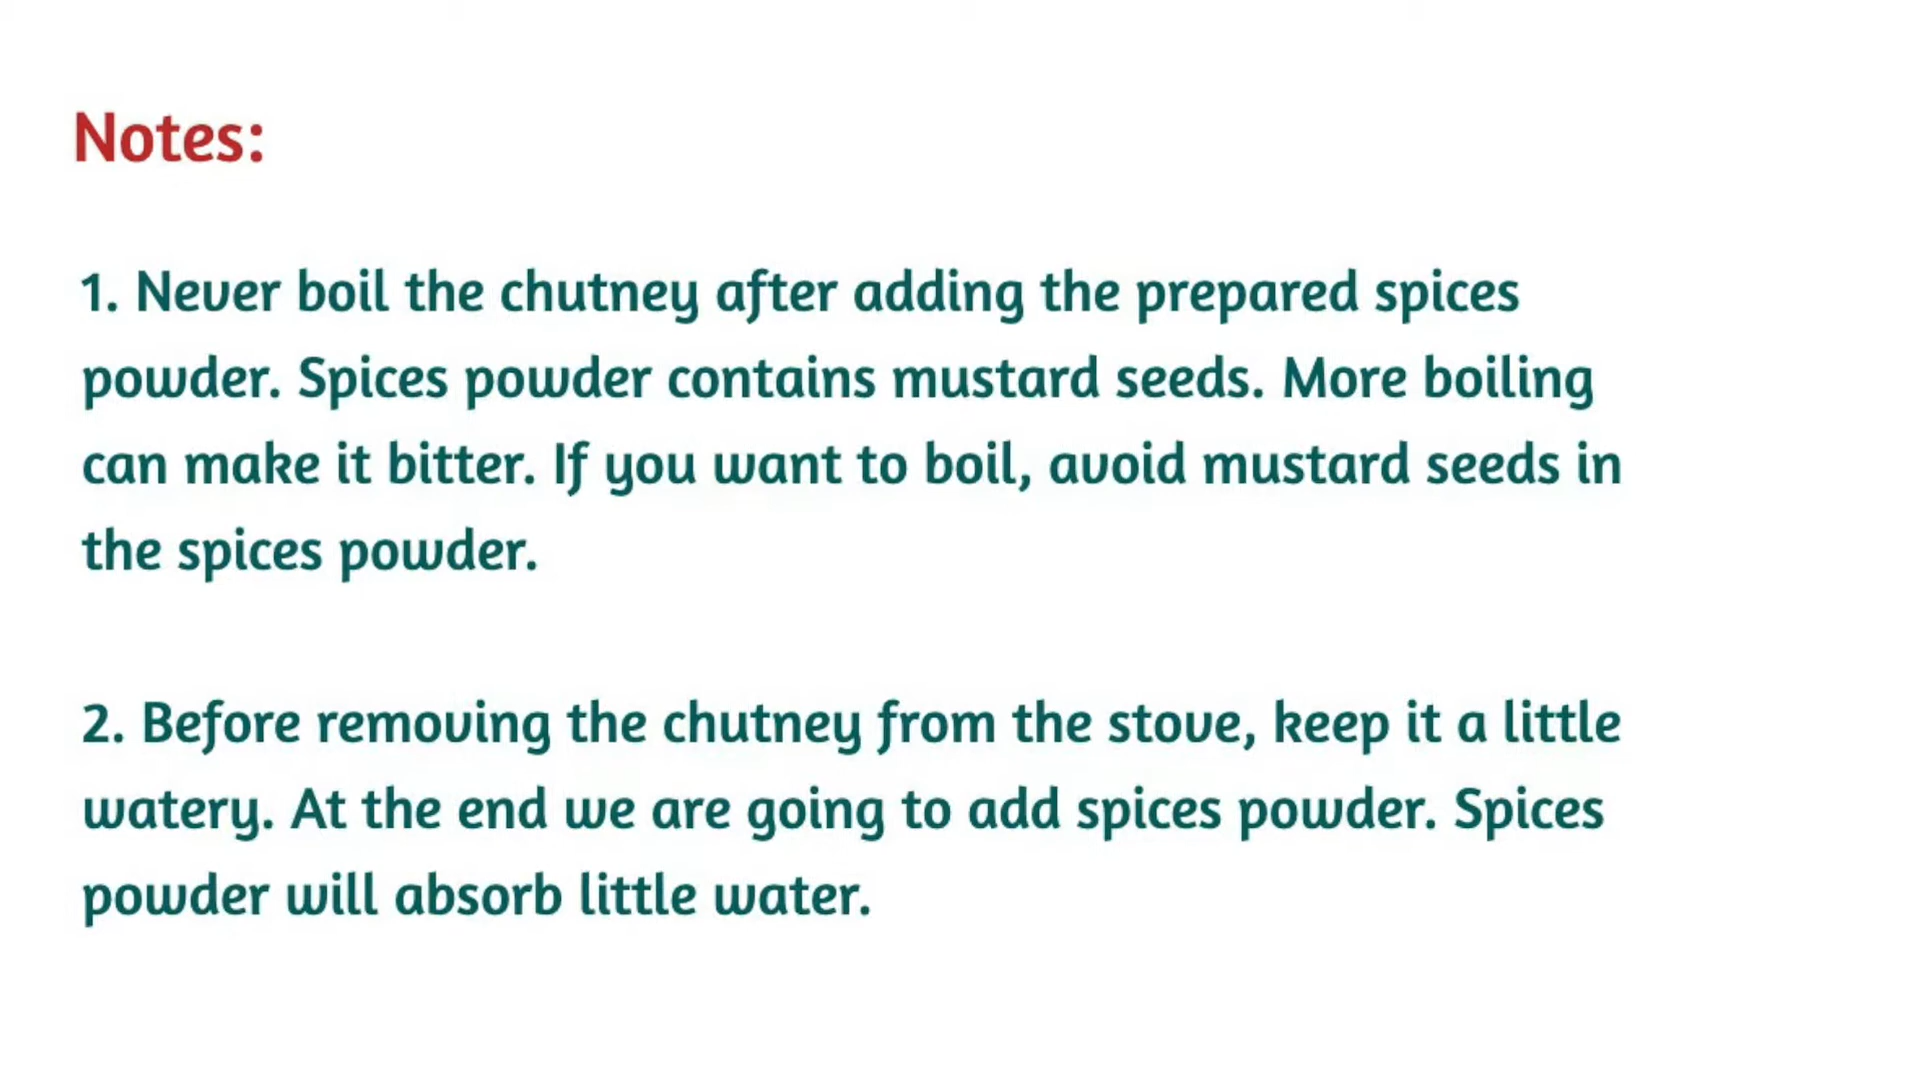 Notes:
1. Never boil the chutney after adding the prepared spices
powder. Spices powder contains mustard seeds. More boiling
can make it bitter. If you want to boil, avoid mustard seeds in
the spices powder.
2. Before removing the chutney from the stove, keep it a little
watery. At the end we are going to add spices powder. Spices
powder will absorb little water.